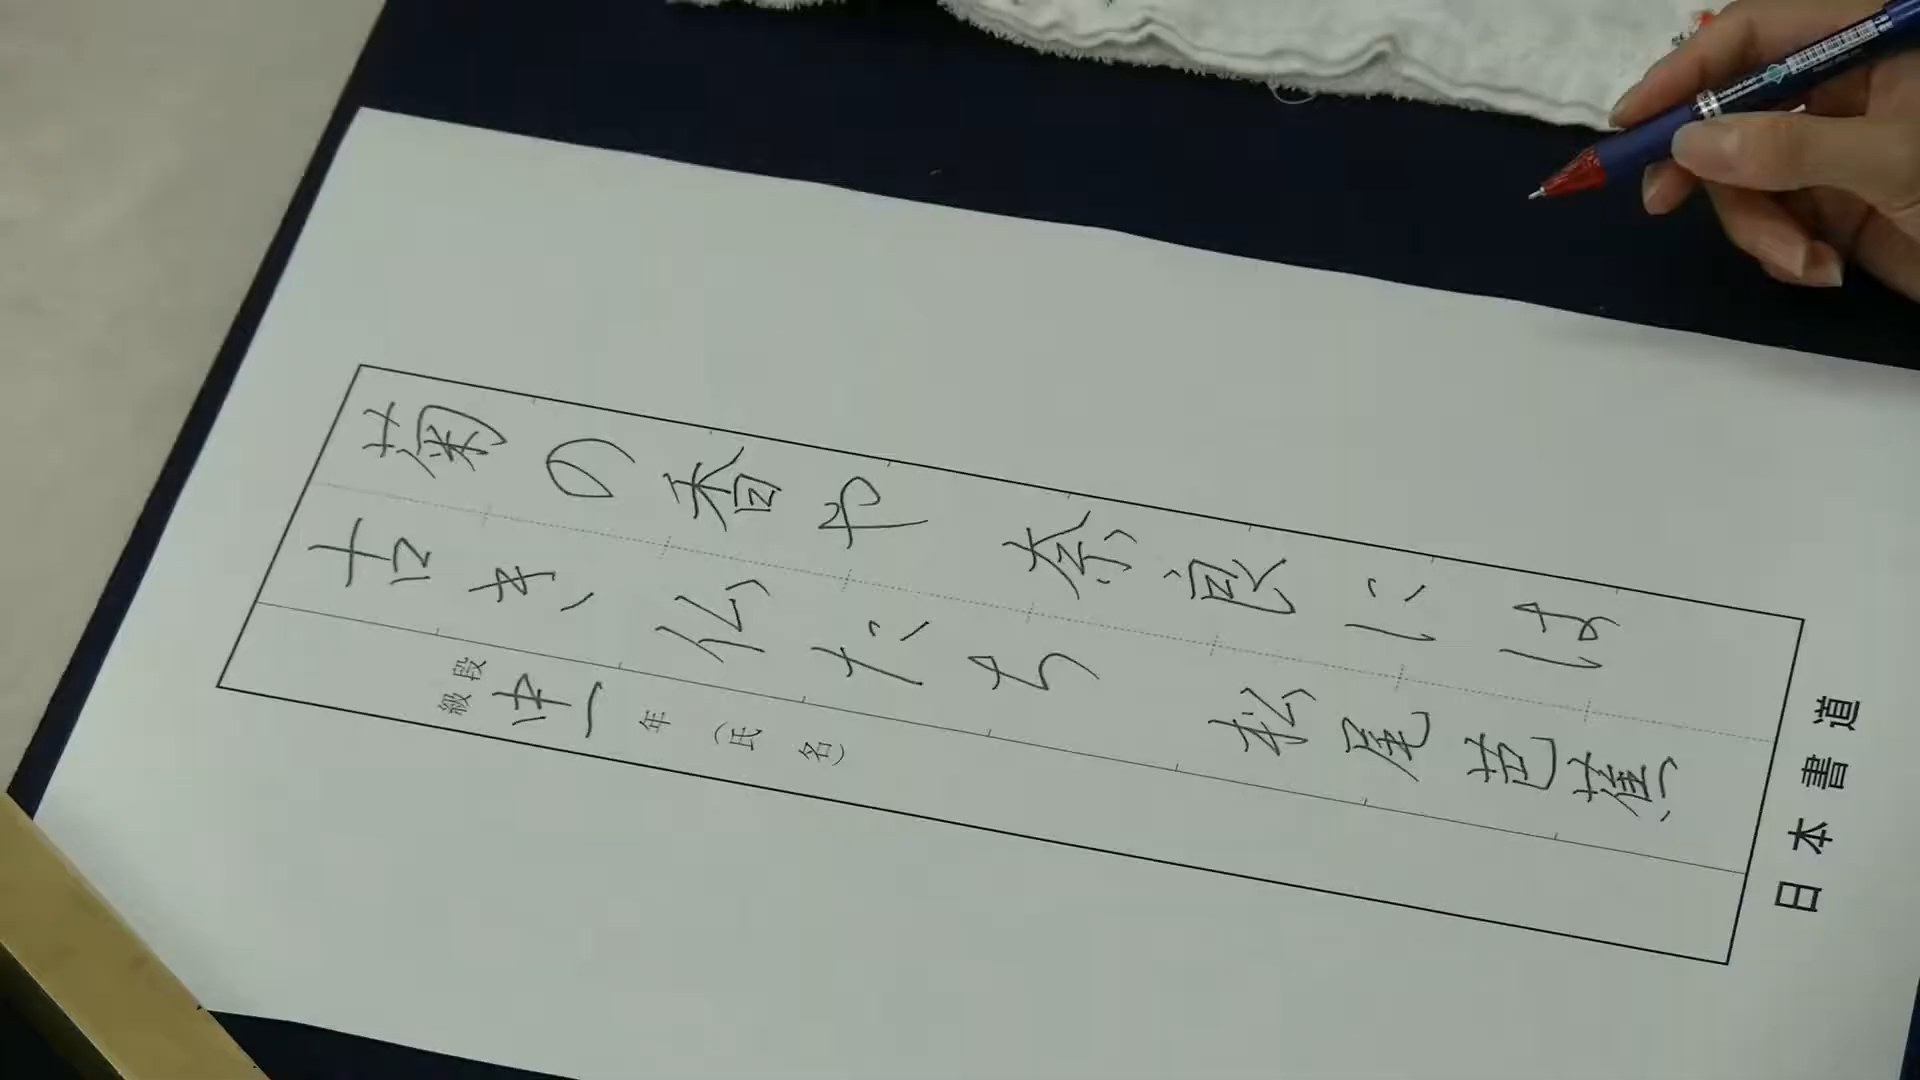 菊の香や 奈良には
古き仏たち 松尾芭蕉
段級 中一 年 (氏名)
日本書道